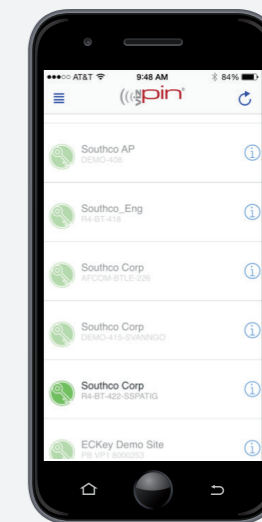 AT&T 9:48 AM 84%
pin
Southco AP
DEMO-408
Southco_Eng
R4-BT-418
Southco Corp
AFCOM-BTLE-226
Southco Corp
DEMO-415-SVANNGO
Southco Corp
R4-BT-422-SSPATIG
ECKey Demo Site